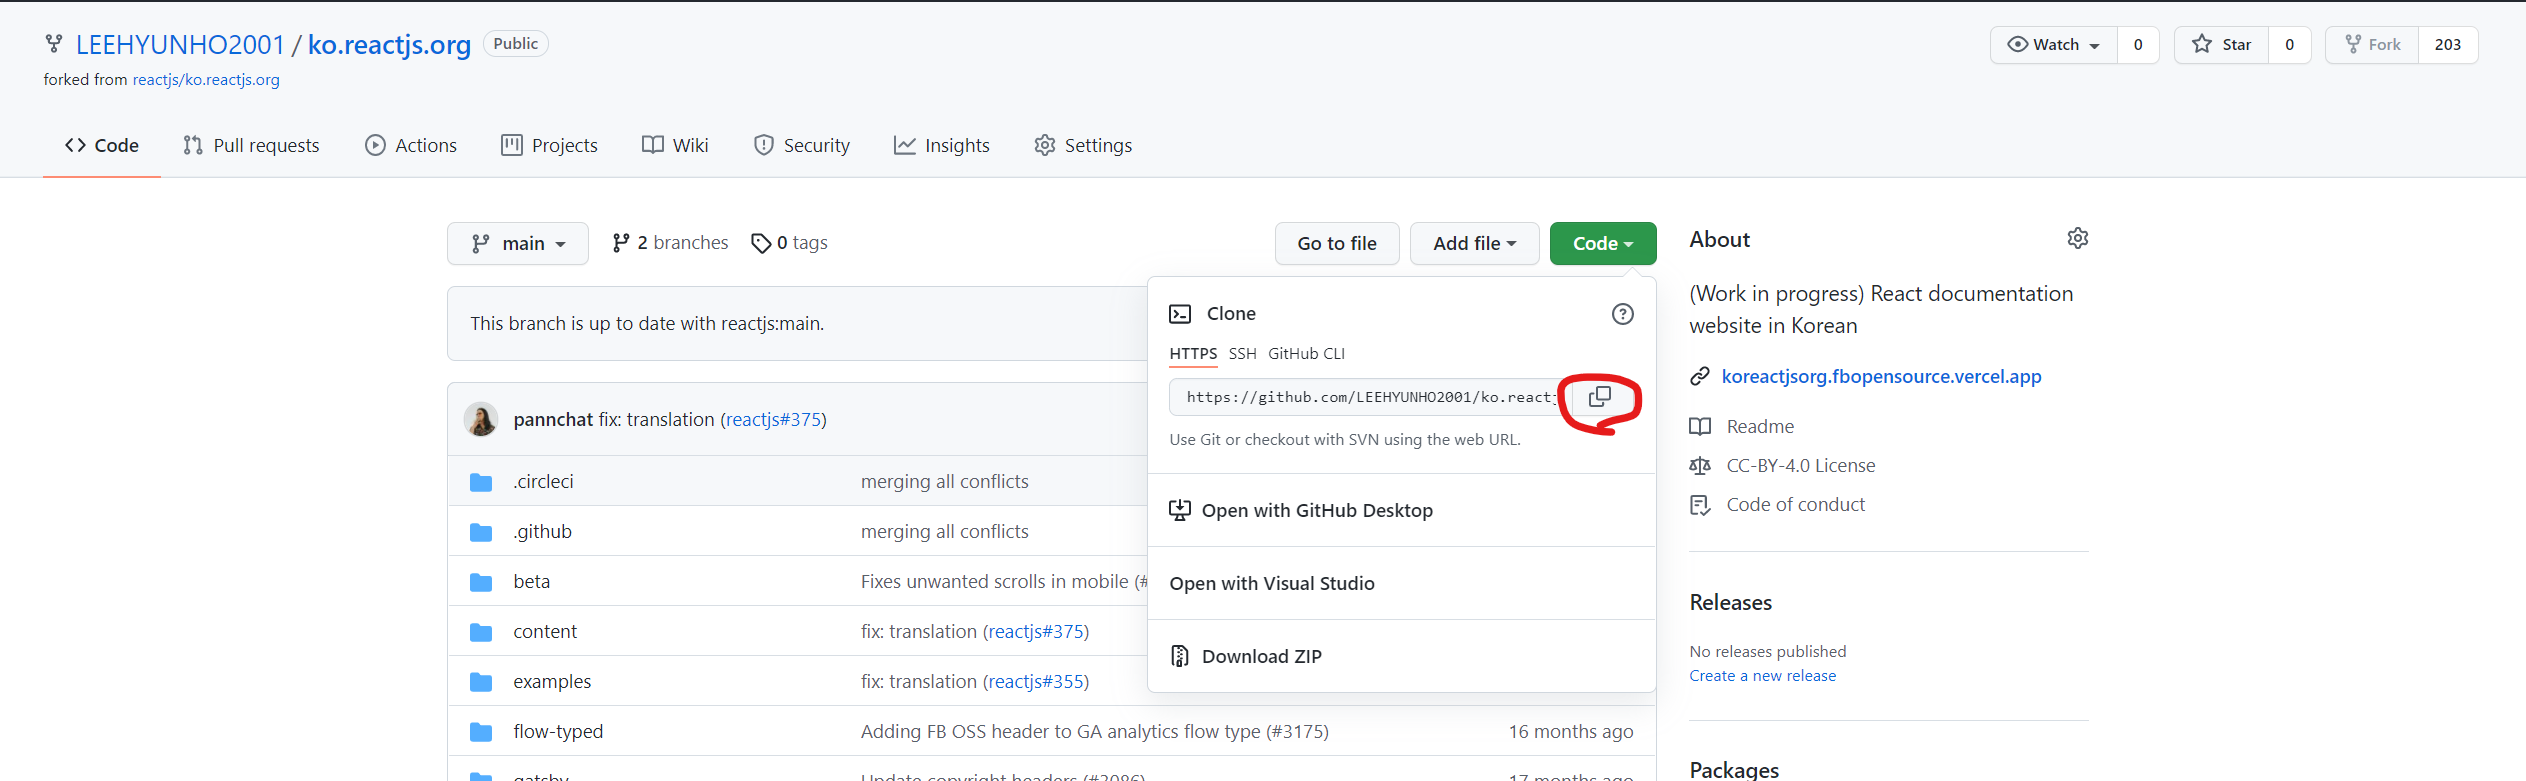 LEEHYUNHO2001 / ko.reactjs.org Public
Watch 0 Star 0 Fork 203
forked from reactjs/ko.reactjs.org
Code Pull requests Actions Projects Wiki Security Insights Settings
main 2 branches 0 tags
Go to file Add file Code
This branch is up to date with reactjs:main.
pannchat fix: translation (reactjs#375)
.circleci merging all conflicts
.github merging all conflicts
beta Fixes unwanted scrolls in mobile (#
content fix: translation (reactjs#375)
examples fix: translation (reactjs#355)
flow-typed Adding FB OSS header to GA analytics flow type (#3175) 16 months ago
gatsby Update copyright headers (#3086) 17 months ago
Clone
HTTPS SSH GitHub CLI
https://github.com/LEEHYUNHO2001/ko.reactj
Use Git or checkout with SVN using the web URL.
Open with GitHub Desktop
Open with Visual Studio
Download ZIP
About
(Work in progress) React documentation
website in Korean
koreactjsorg.fbopensource.vercel.app
Readme
CC-BY-4.0 License
Code of conduct
Releases
No releases published
Create a new release
Packages